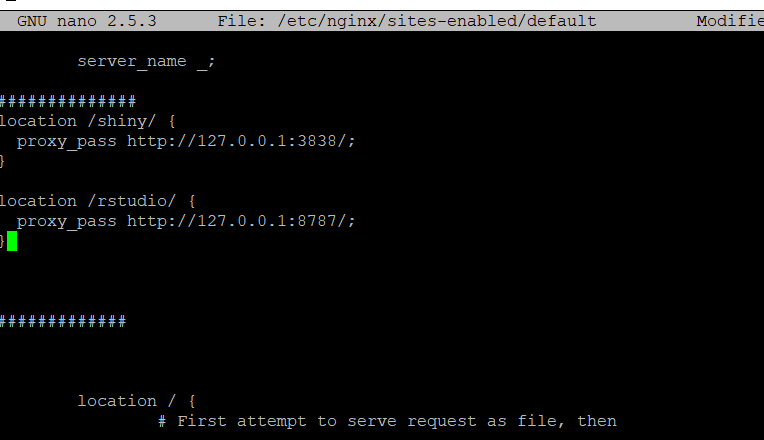 GNU nano 2.5.3 File: /etc/nginx/sites-enabled/default Modifie
server_name _;
##############
location /shiny/ {
proxy_pass http://127.0.0.1:3838/;
}
location /rstudio/ {
proxy_pass http://127.0.0.1:8787/;
}
#############
location / {
# First attempt to serve request as file, then